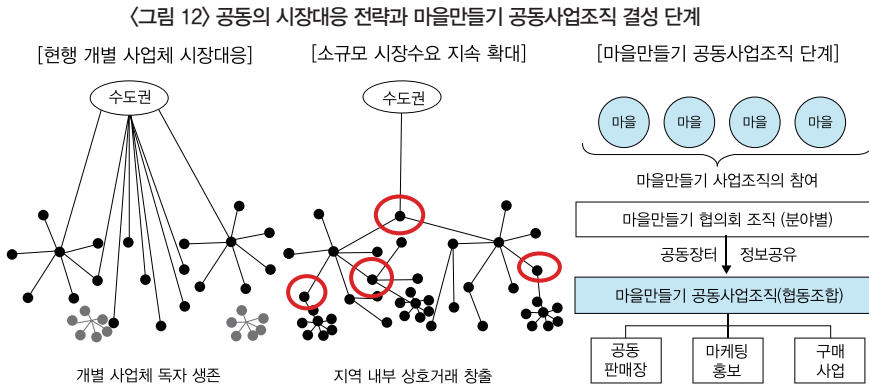 <그림 12> 공동의 시장대응 전략과 마을만들기 공동사업조직 결성 단계
[현행 개별 사업체 시장대응]
수도권
개별 사업체 독자 생존
[소규모 시장수요 지속 확대]
수도권
지역 내부 상호거래 창출
[마을만들기 공동사업조직 단계]
마을 마을 마을 마을
마을만들기 사업조직의 참여
마을만들기 협의회 조직 (분야별)
공동장터 정보공유
마을만들기 공동사업조직(협동조합)
공동
판매장
마케팅
홍보
구매
사업